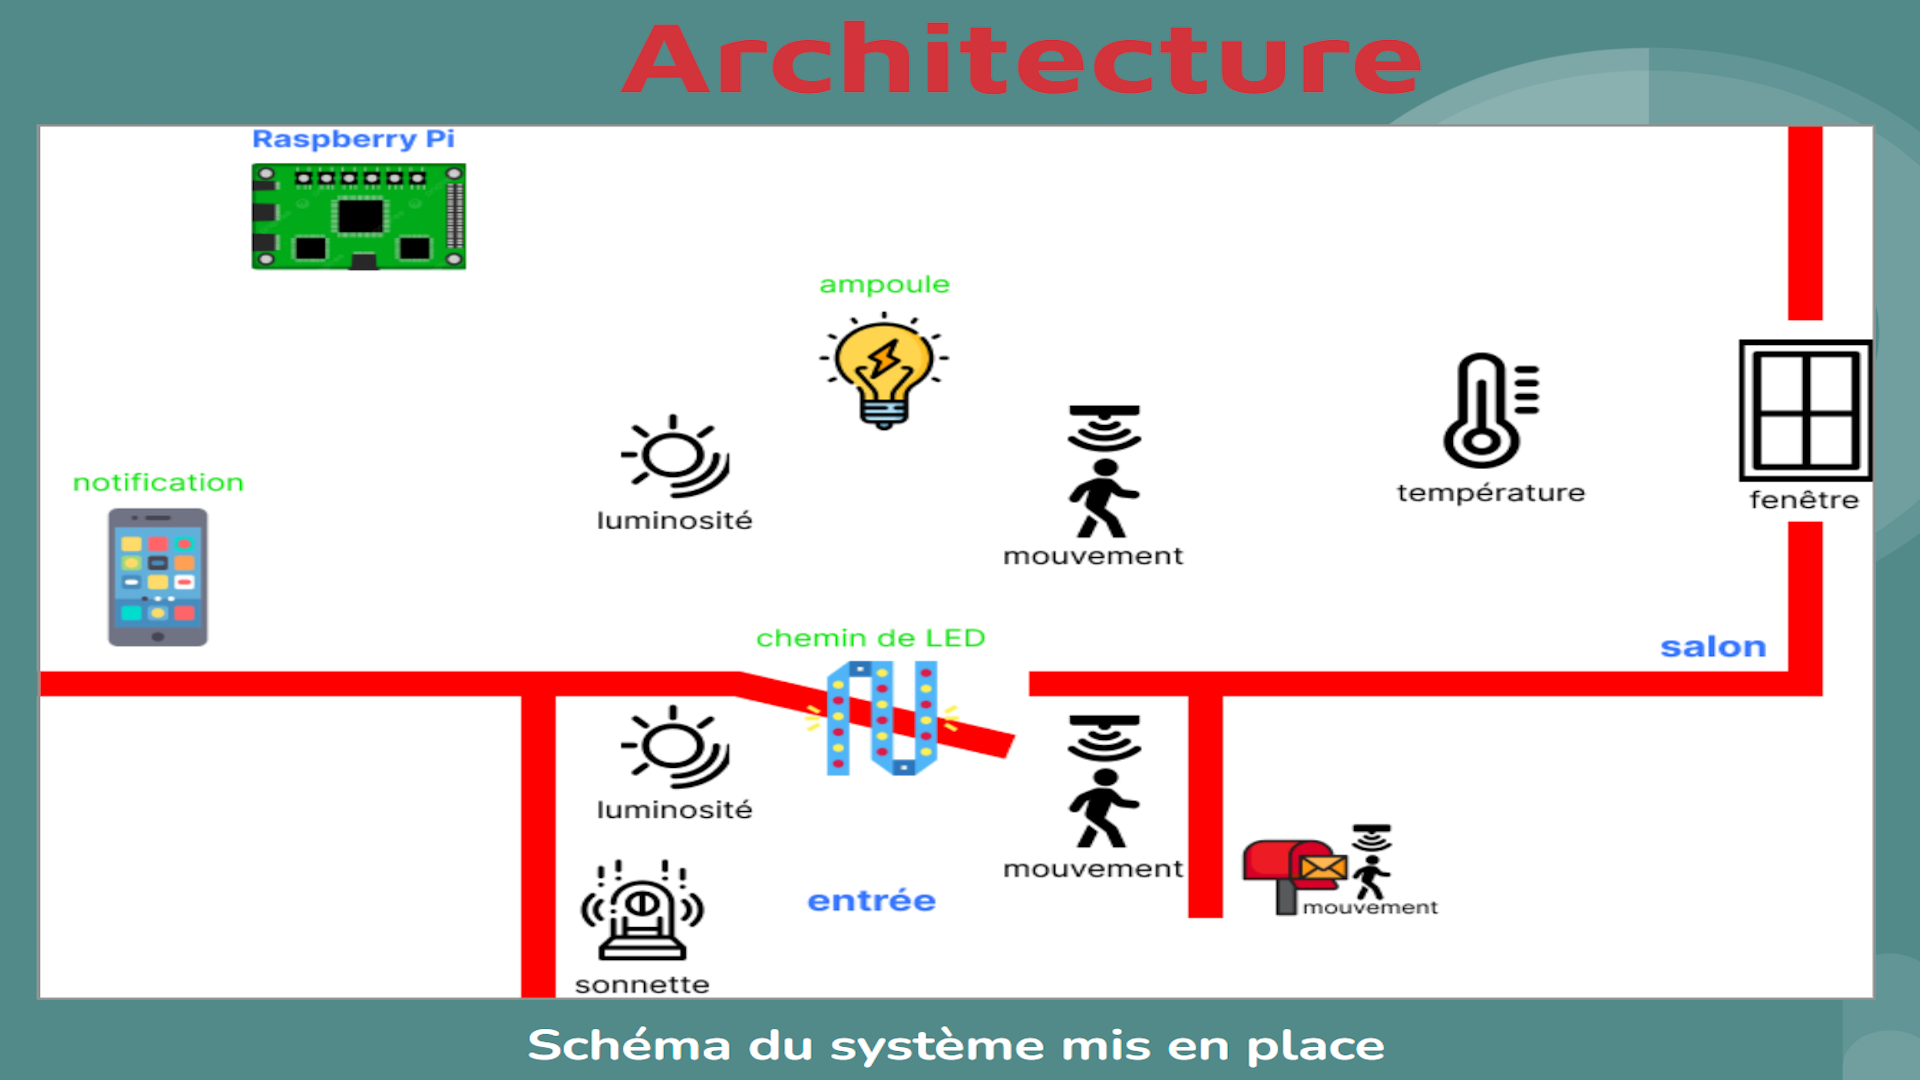 Architecture
Raspberry Pi
ampoule
notification
luminosité
mouvement
température
fenêtre
chemin de LED
salon
luminosité
mouvement
entrée
mouvement
sonnette
Schéma du système mis en place